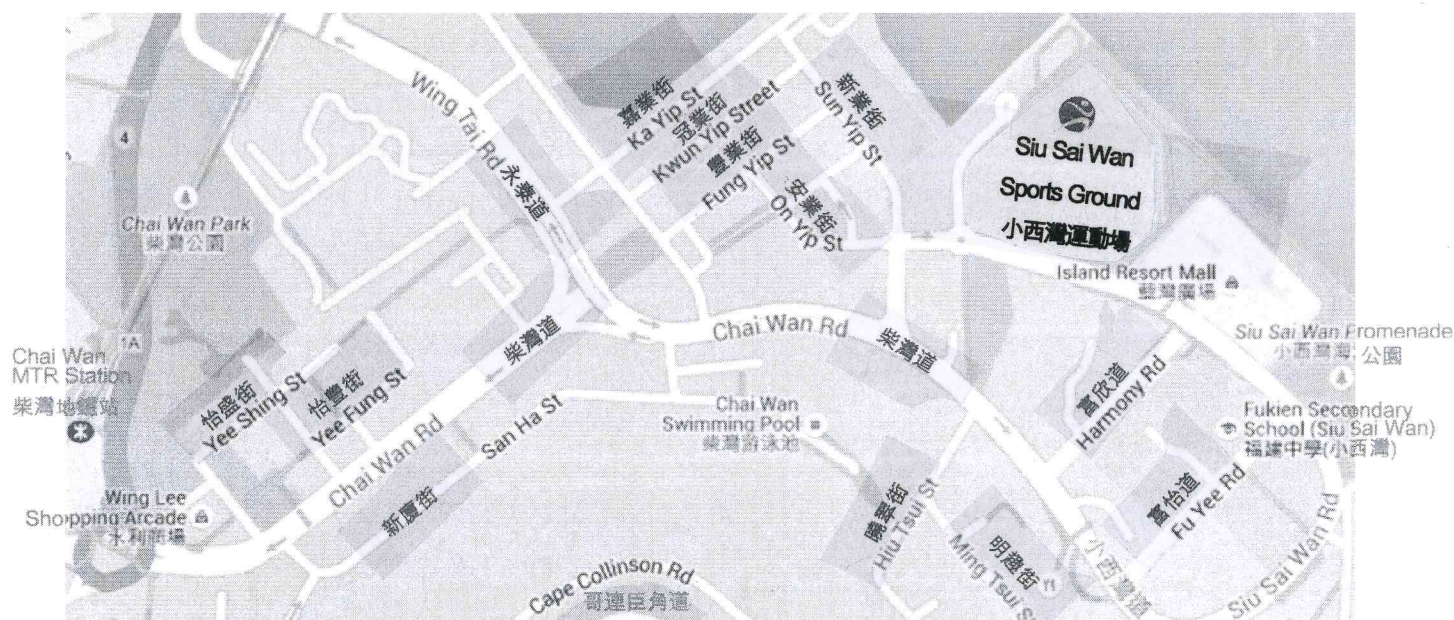 Wing Tai Rd 永泰道
嘉業街
Ka Yip St
冠業街
Kwun Yip Street
豐業街
Fung Yip St
新業街
Sun Yip St
安業街
On Yip St
Siu Sai Wan
Sports Ground
小西灣運動場
4
Chai Wan Park
柴灣公園
Island Resort Mall
藍灣廣場
Siu Sai Wan Promenade
公園
1A
Chai Wan
MTR Station
柴灣地鐵站
柴灣道
Chai Wan Rd
柴灣道
怡盛街
Yee Shing St
怡豐街
Yee Fung St
Chai Wan Rd
San Ha St
新廈街
Chai Wan
Swimming Pool
柴灣游泳池
富欣道
Harmony Rd
Fukien Secondary
School (Siu Sai Wan)
福建中學(小西灣)
Wing Lee
Shopping Arcade
永利商場
曉翠街
Hiu Tsui St
明趣街
Ming Tsui St
富怡道
Fu Yee Rd
小西灣道
Siu Sai Wan Rd
Cape Collinson Rd
哥連臣角道